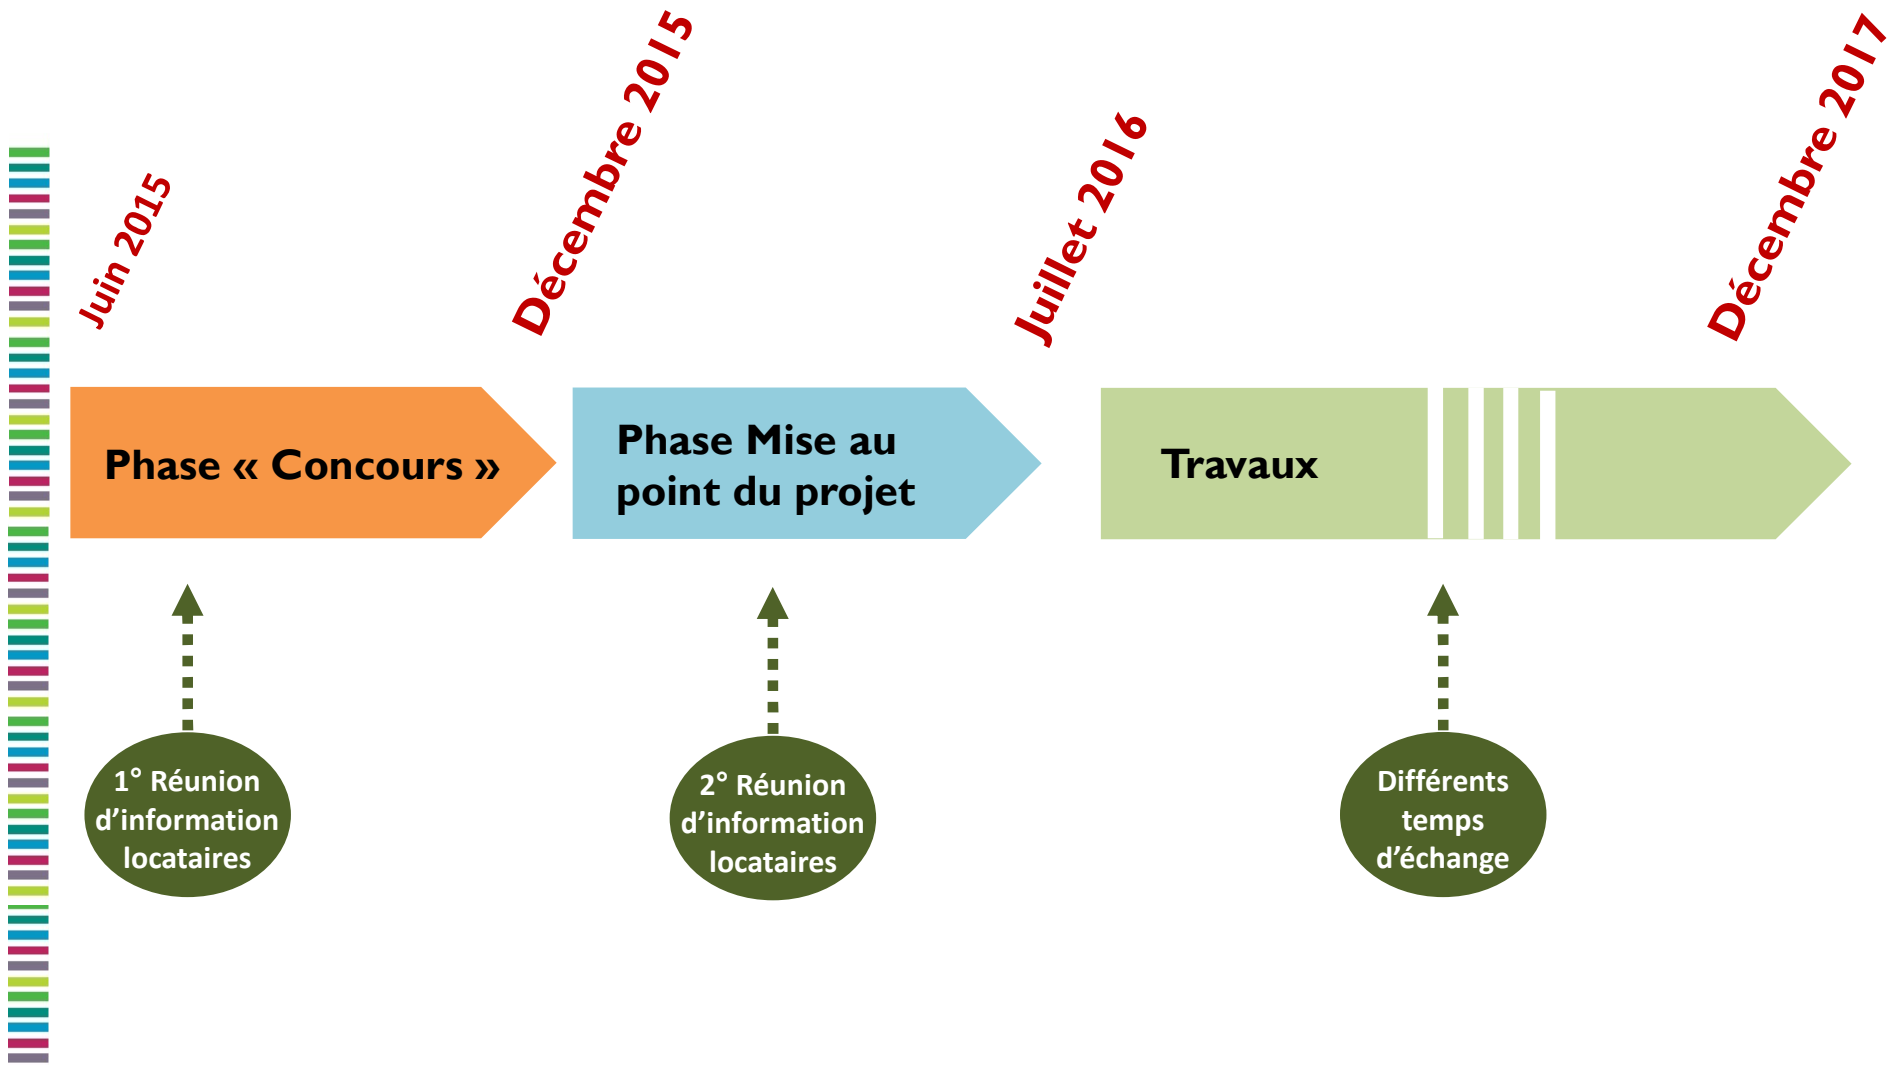 Juin 2015
Décembre 2015
Juillet 2016
Décembre 2017
Phase « Concours »
Phase Mise au
point du projet
Travaux
1° Réunion
d’information
locataires
2° Réunion
d’information
locataires
Différents
temps
d’échange